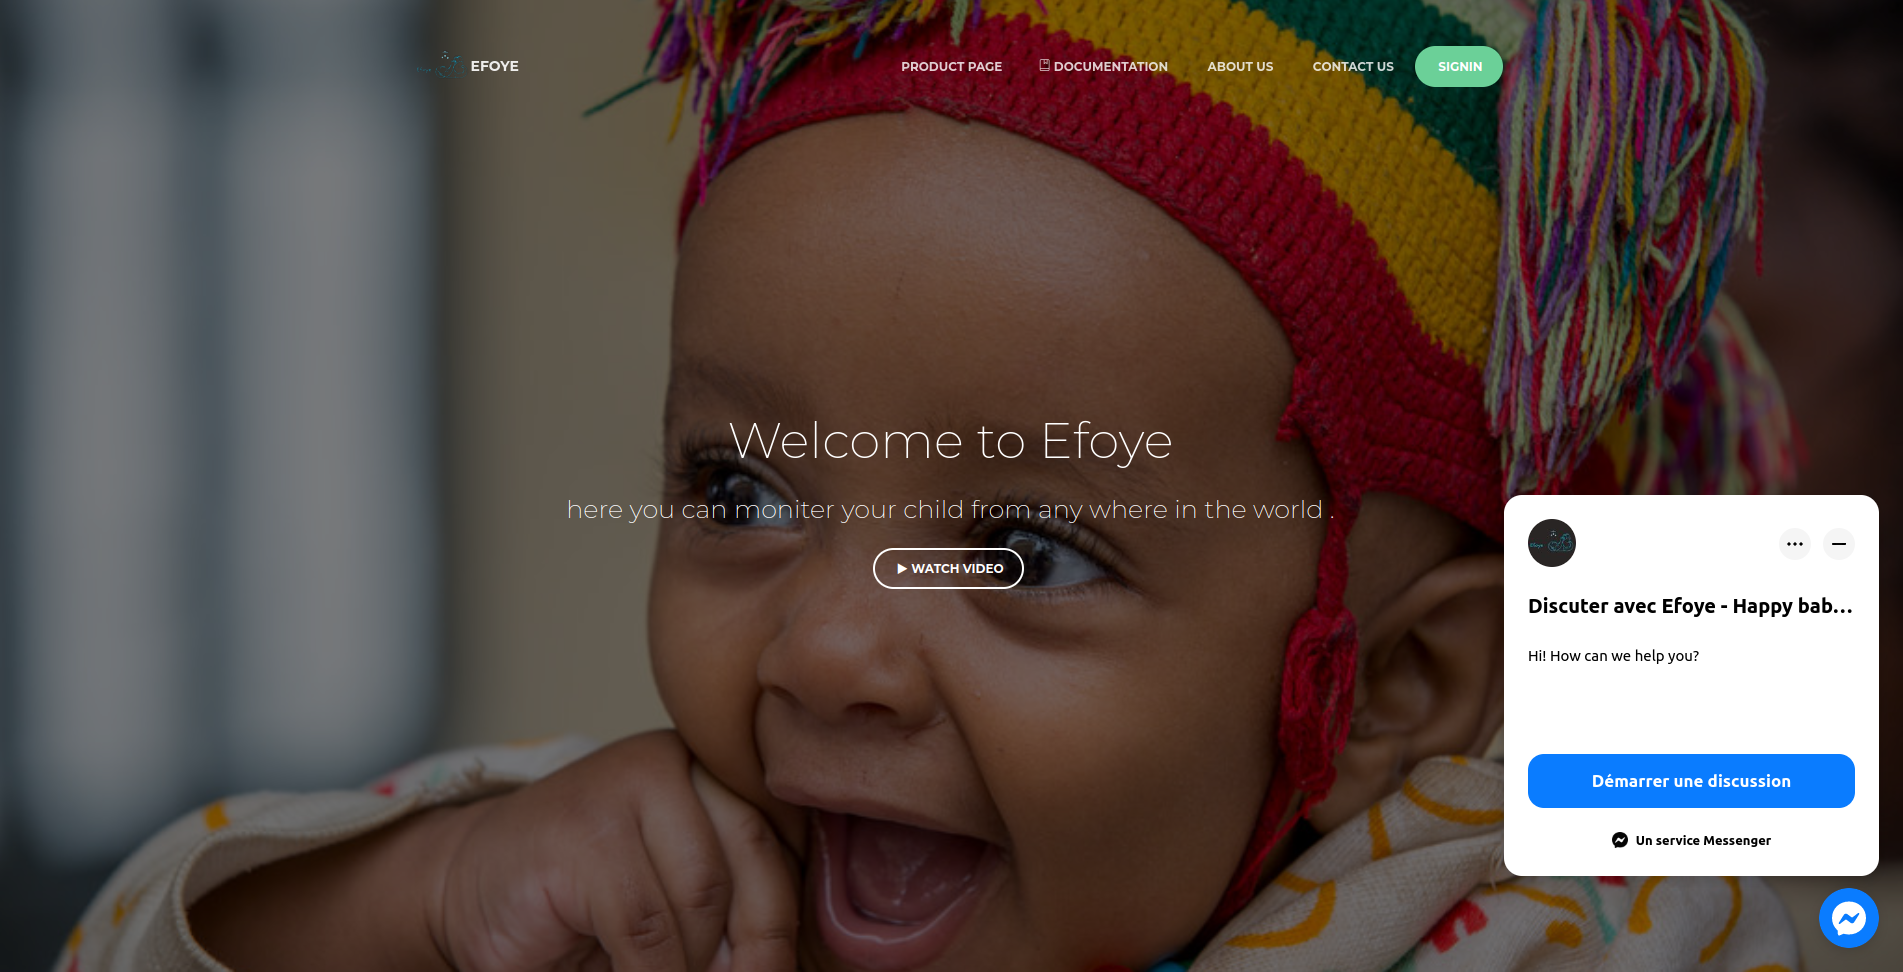 EFOYE
PRODUCT PAGE
DOCUMENTATION
ABOUT US
CONTACT US
SIGNIN
Welcome to Efoye
here you can moniter your child from any where in the world .
WATCH VIDEO
Discuter avec Efoye - Happy bab...
Hi! How can we help you?
Démarrer une discussion
Un service Messenger